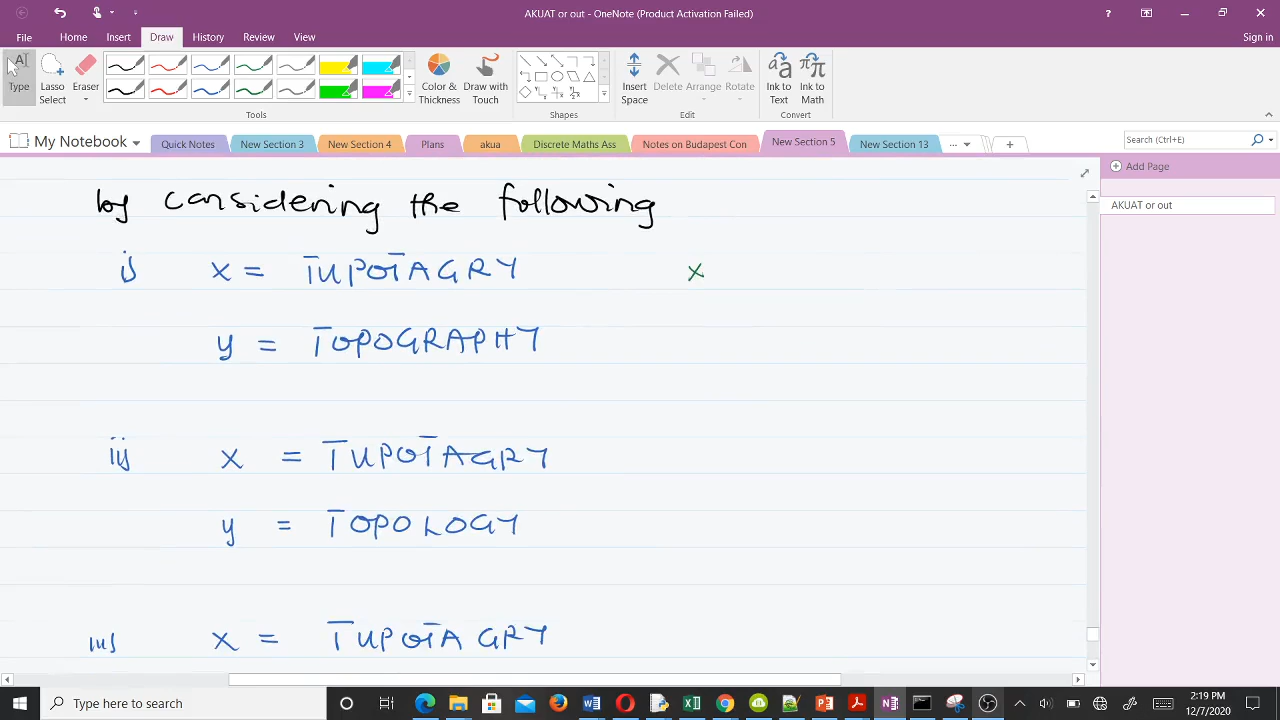 AKUAT or out - OneNote (Product Activation Failed)
File Home Insert Draw History Review View Sign in
Type Lasso Select Eraser Color & Thickness Draw with Touch Insert Space Delete Arrange Rotate Ink to Text Ink to Math
Tools Shapes Edit Convert
My Notebook Quick Notes New Section 3 New Section 4 Plans akua Discrete Maths Ass Notes on Budapest Con New Section 5 New Section 13 ... Search (Ctrl+E)
Add Page
AKUAT or out
by considering the following
i) x = TUPOTAGRY x
y = TOPOGRAPHY
ii) x = TUPOTAGRY
y = TOPOLOGY
iii) x = TUPOTAGRY
Type here to search
2:19 PM
12/7/2020